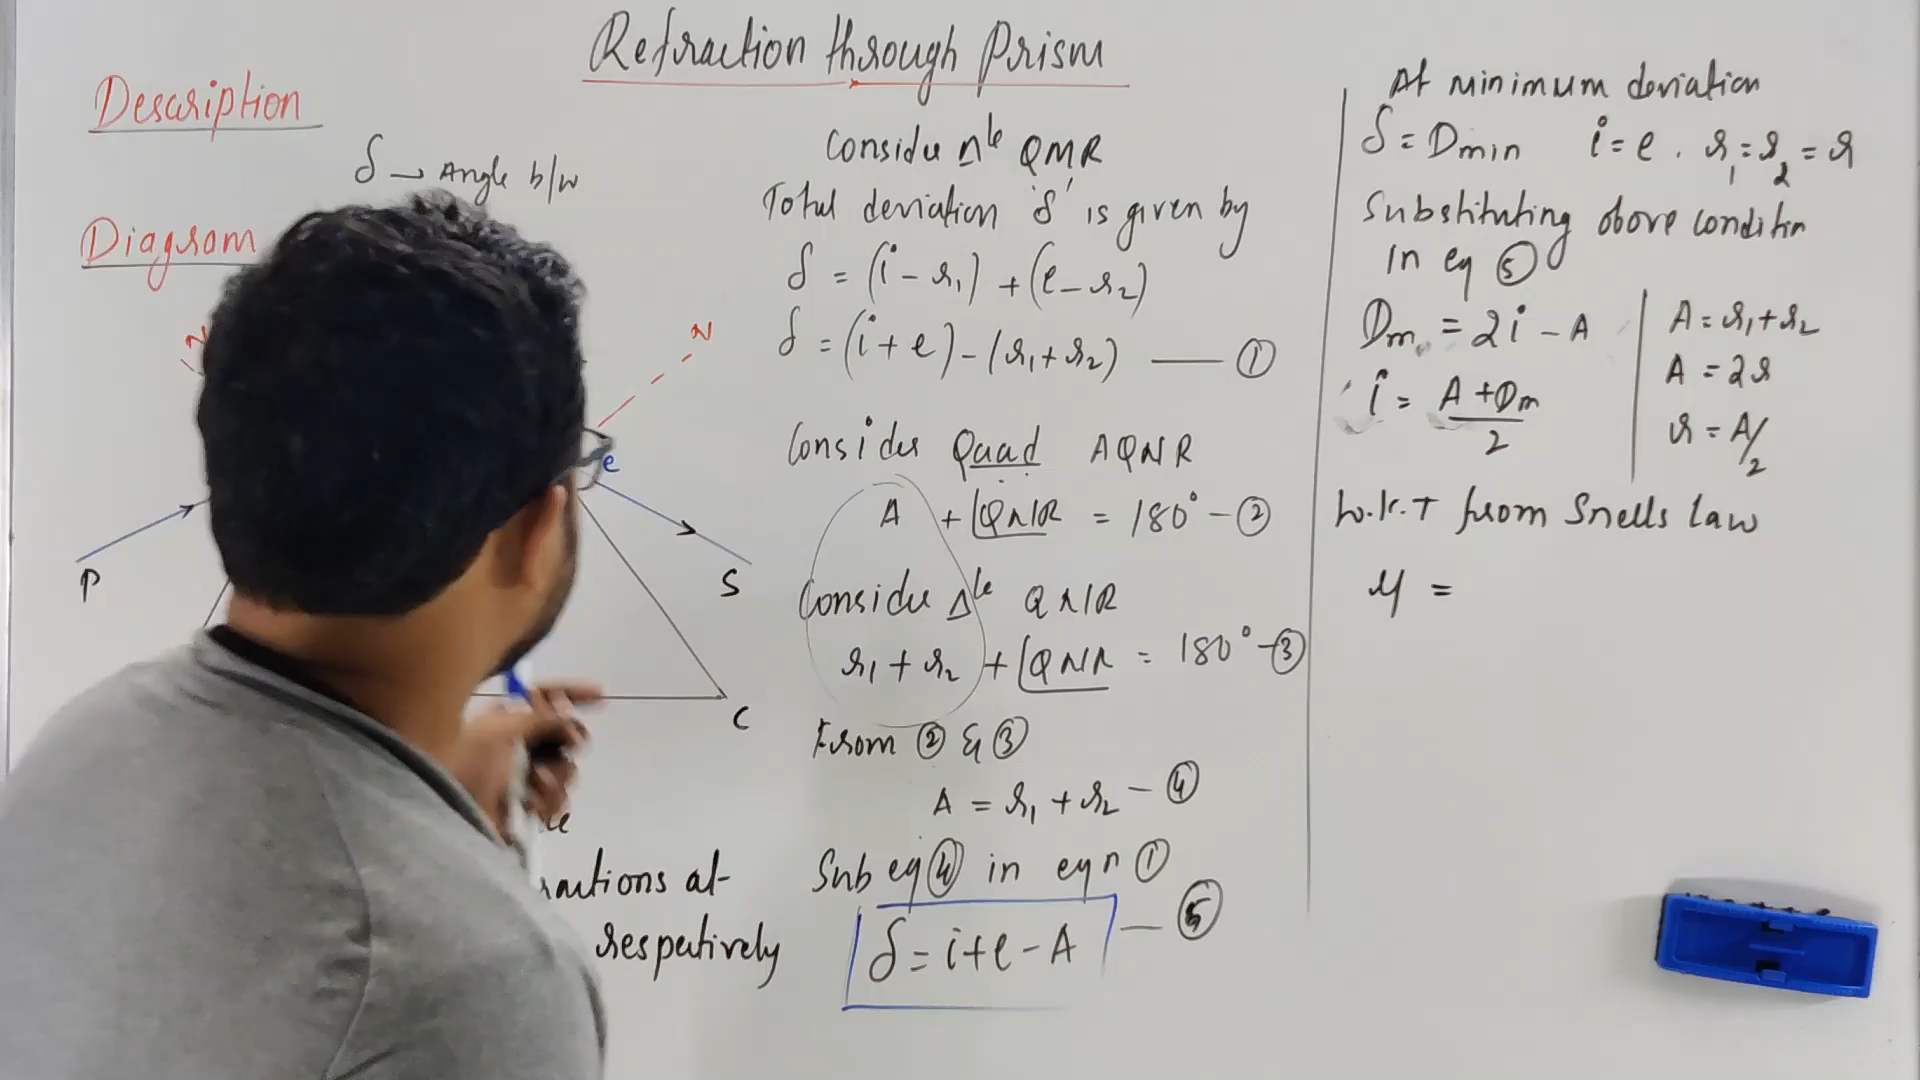 Refraction through Prism
Description
δ → Angle b/w
Diagram
N
N
e
P
S
C
ractions at
respectively
Consider Δle QMR
Total deviation 'δ' is given by
δ = (i - r₁) + (e - r₂)
δ = (i + e) - (r₁ + r₂) —— ①
Consider Quad AQNR
A + ∠QNR = 180° - ②
Consider Δle QNR
r₁ + r₂ + ∠QNR = 180° - ③
From ② & ③
A = r₁ + r₂ - ④
Sub eq ④ in eqn ①
δ = i + e - A — ⑤
At minimum deviation
δ = Dmin i = e . r₁ = r₂ = r
Substituting above condition
In eq ⑤
Dm = 2i - A
i = A + Dm / 2
A = r₁ + r₂
A = 2r
r = A/2
W.K.T from Snells law
μ =